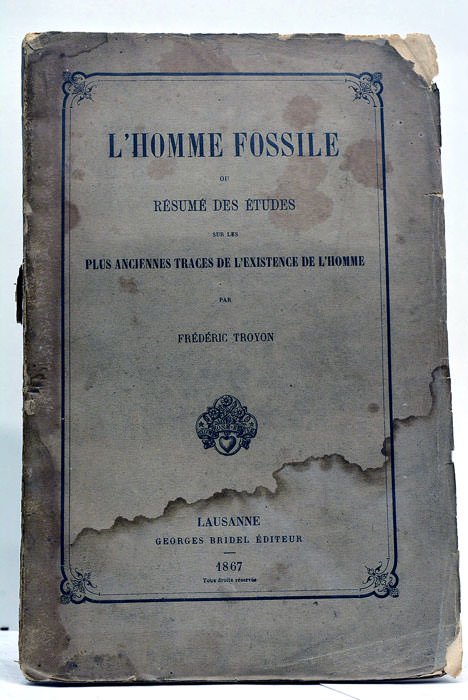 L'HOMME FOSSILE
OU
RÉSUMÉ DES ÉTUDES
SUR LES
PLUS ANCIENNES TRACES DE L'EXISTENCE DE L'HOMME
PAR
FRÉDÉRIC TROYON
LAUSANNE
GEORGES BRIDEL ÉDITEUR
1867
Tous droits réservés